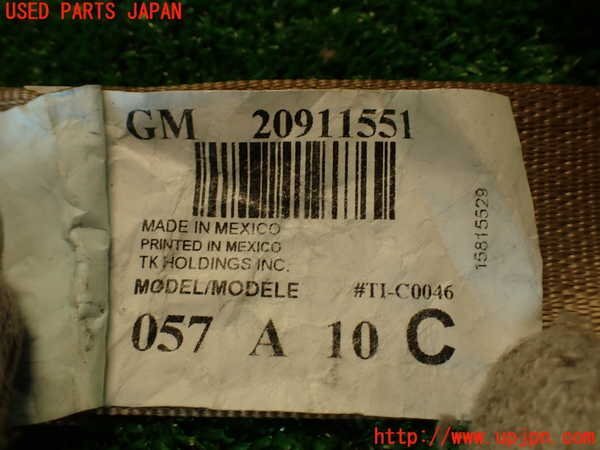 USED PARTS JAPAN
GM 20911551
MADE IN MEXICO
PRINTED IN MEXICO
TK HOLDINGS INC.
MODEL/MODÈLE #TI-C0046
057 A 10 C
15815529
http://www.upjpn.com